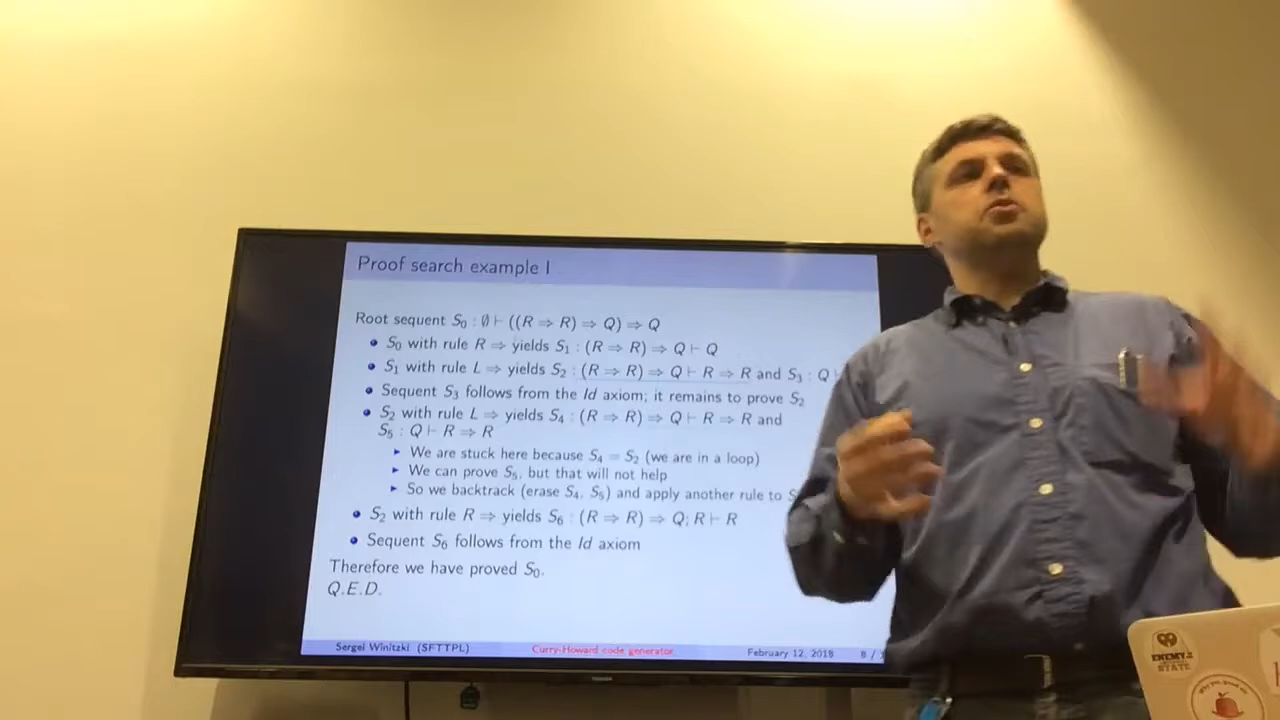 Proof search example I
Root sequent S₀ : ∅ ⊢ ((R ⇒ R) ⇒ Q) ⇒ Q
S₀ with rule R ⇒ yields S₁ : (R ⇒ R) ⇒ Q ⊢ Q
S₁ with rule L ⇒ yields S₂ : (R ⇒ R) ⇒ Q ⊢ R ⇒ R and S₃ : Q ⊢
Sequent S₃ follows from the Id axiom; it remains to prove S₂
S₂ with rule L ⇒ yields S₄ : (R ⇒ R) ⇒ Q ⊢ R ⇒ R and
S₅ : Q ⊢ R ⇒ R
We are stuck here because S₄ = S₂ (we are in a loop)
We can prove S₅, but that will not help
So we backtrack (erase S₄, S₅) and apply another rule to S
S₂ with rule R ⇒ yields S₆ : (R ⇒ R) ⇒ Q; R ⊢ R
Sequent S₆ follows from the Id axiom
Therefore we have proved S₀.
Q.E.D.
Sergei Winitzki (SFTTPL) Curry-Howard code generator February 12, 2018 8 /
ENEMY
STATE